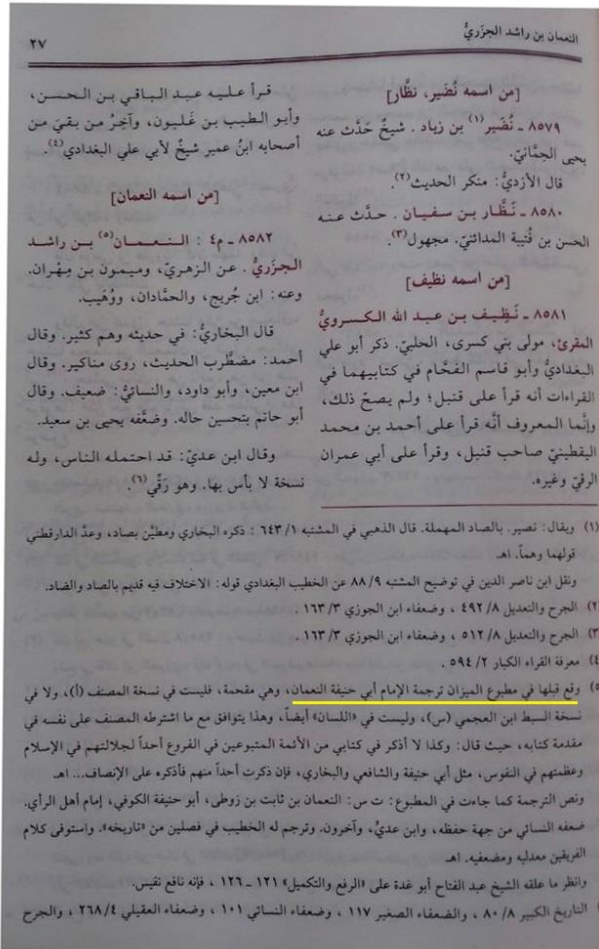 النعمان بن راشد الجزَريُّ
٢٧
[من اسمه نُضَير، نظَّار]
٨٥٧٩ ـ نُضَير(١) بن زياد . شيخٌ حَدَّث عنه
يحيى الحِمَّانيّ.
قال الأزديُّ: منكر الحديث(٢).
٨٥٨٠ ـ نَظَّار بن سفيان . حدَّث عنه
الحسن بن قُتيبة المدائنيّ. مجهول(٣).
[من اسمه نظيف]
٨٥٨١ ـ نَظِيف بن عبد الله الكسرويُّ
المقرئ، مولى بني كسرى، الحلبيّ. ذكر أبو علي
البغداديُّ وأبو قاسم الفَحَّام في كتابيهما في
القراءات أنه قرأ على قنبل؛ ولم يصحّ ذلك،
وإنَّما المعروف أنَّه قرأ على أحمد بن محمد
اليقطينيّ صاحب قنبل، وقرأ على أبي عمران
الرقيّ وغيره.
قرأ عليه عبد الباقي بن الحسن،
وأبو الطيب بن غَلْبون، وآخِرُ من بقيَ من
أصحابه ابنُ عمير شيخٌ لأبي علي البغدادي(٤).
[من اسمه النعمان]
٨٥٨٢ ـ م٤ : النعمان(٥) بن راشد
الجزَريُّ . عن الزهريّ، وميمون بن مِهْران.
وعنه: ابن جُريج، والحمَّادان، ووُهَيب.
قال البخاريُّ: في حديثه وهم كثير. وقال
أحمد: مضطَّرب الحديث، روى مناكير. وقال
ابن معين، وأبو داود، والنسائيُّ: ضعيف. وقال
أبو حاتم بتحسين حاله. وضعَّفه يحيى بن سعيد.
وقال ابن عديّ: قد احتمله الناس، وله
نسخة لا بأس بها. وهو رَقِّي(٦).
(١) ويقال: نصير. بالصاد المهملة. قال الذهبي في المشتبه ٦٤٣/١ : ذكره البخاري ومطيَّن بصاد، وعدَّ الدارقطني
قولهما وهماً. اهـ
ونقل ابن ناصر الدين في توضيح المشتبه ٨٨/٩ عن الخطيب البغدادي قوله: الاختلاف فيه قديم بالصاد والضاد.
٢) الجرح والتعديل ٤٩٢/٨ ، وضعفاء ابن الجوزي ١٦٣/٣ .
٣) الجرح والتعديل ٥١٢/٨ ، وضعفاء ابن الجوزي ١٦٣/٣ .
٤) معرفة القراء الكبار ٥٩٤/٢ .
٥) وقع قبلها في مطبوع الميزان ترجمة الإمام أبي حنيفة النعمان، وهي مقحمة، فليست في نسخة المصنف (أ)، ولا في
نسخة السبط ابن العجمي (س)، وليست في «اللسان» أيضاً، وهذا يتوافق مع ما اشترطه المصنف على نفسه في
مقدمة كتابه، حيث قال: وكذا لا أذكر في كتابي من الأئمة المتبوعين في الفروع أحداً لجلالتهم في الإسلام
وعظمتهم في النفوس، مثل أبي حنيفة والشافعي والبخاري، فإن ذكرت أحداً منهم فأذكره على الإنصاف... اهـ
ونص الترجمة كما جاءت في المطبوع: ت س: النعمان بن ثابت بن زوطى، أبو حنيفة الكوفي، إمام أهل الرأي.
ضعفه النسائي من جهة حفظه، وابن عديٍّ، وآخرون. وترجم له الخطيب في فصلين من «تاريخه». واستوفى كلام
الفريقين معدليه ومضعفيه. اهـ
وانظر ما علقه الشيخ عبد الفتاح أبو غدة على «الرفع والتكميل» ١٢١ - ١٢٦ ، فإنه نافع نفيس.
التاريخ الكبير ٨٠/٨ ، والضعفاء الصغير ١١٧ ، وضعفاء النسائي ١٠١ ، وضعفاء العقيلي ٢٦٨/٤ ، والجرح